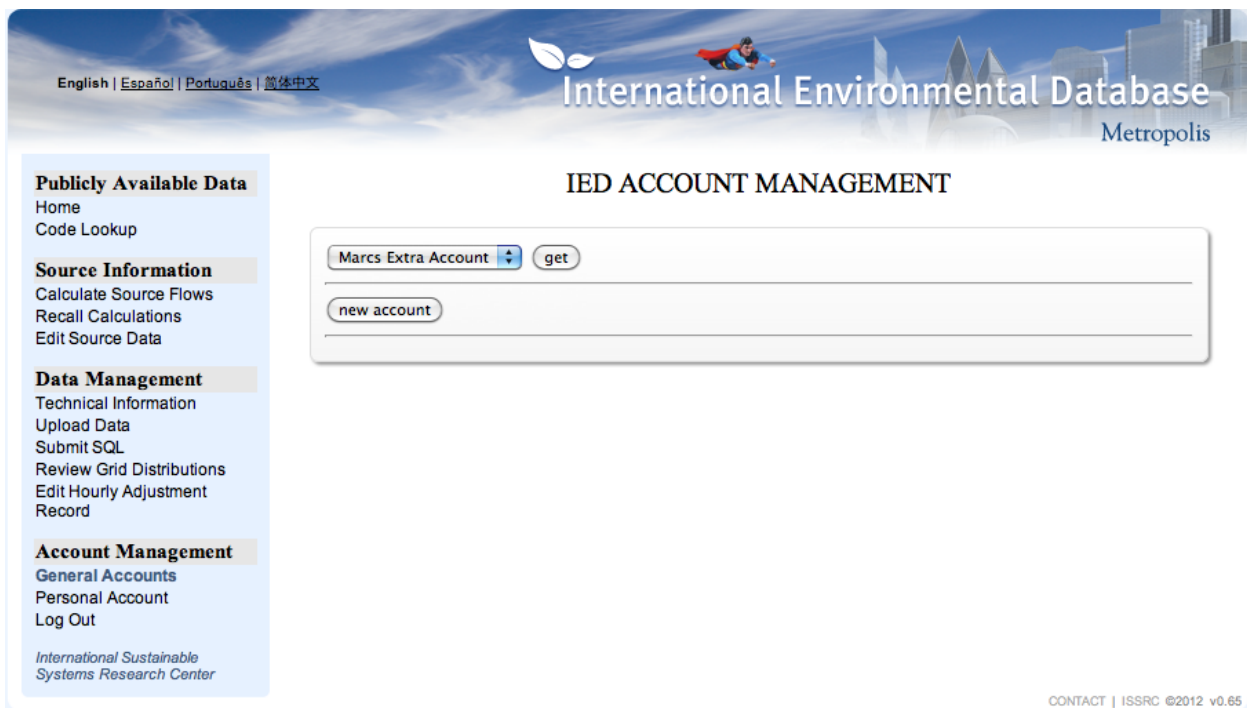 English | Español | Português | 简体中文
International Environmental Database
Metropolis
Publicly Available Data
Home
Code Lookup
Source Information
Calculate Source Flows
Recall Calculations
Edit Source Data
Data Management
Technical Information
Upload Data
Submit SQL
Review Grid Distributions
Edit Hourly Adjustment
Record
Account Management
General Accounts
Personal Account
Log Out
International Sustainable
Systems Research Center
IED ACCOUNT MANAGEMENT
Marcs Extra Account get
new account
CONTACT | ISSRC ©2012 v0.65